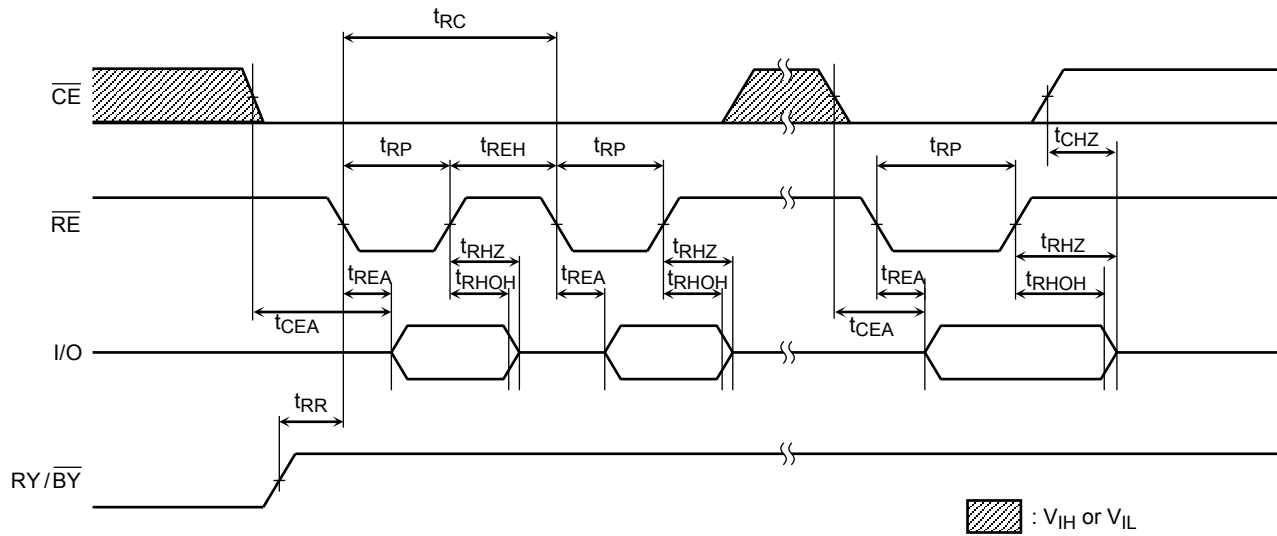 tRC
CE
tCHZ
tRP tREH tRP tRP
RE
tRHZ tRHZ tRHZ
tREA tRHOH tREA tRHOH tREA tRHOH
tCEA tCEA
I/O
tRR
RY/BY
: VIH or VIL